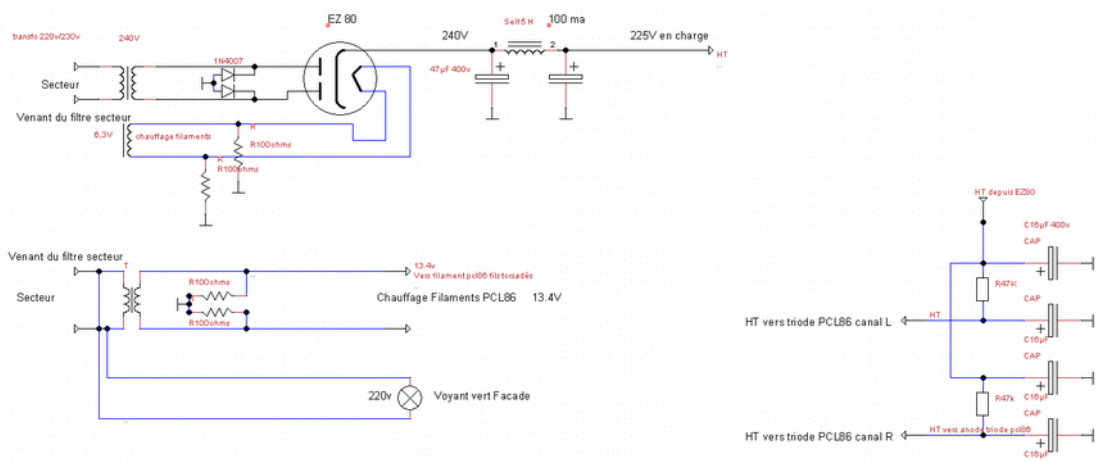 EZ 80
Self 5 H
100 ma
transfo 220v/230v
240V
240V
1
2
225V en charge
HT
1N4007
47µF 400v
+
+
Secteur
Venant du filtre secteur
6,3V
chauffage filaments
R
R100ohms
R
R100ohms
HT depuis EZ80
C16µF 400v
CAP
+
Venant du filtre secteur
T
13.4v
Vers filament pcl86 fils torsadés
R100ohms
R47K
Secteur
Chauffage Filaments PCL86 13.4V
CAP
R100ohms
HT vers triode PCL86 canal L
HT
+
C16µF
CAP
+
220v
Voyant vert Facade
R47k
C16µF
CAP
HT vers triode PCL86 canal R
HT vers anode triode pcl86
+
C16µF